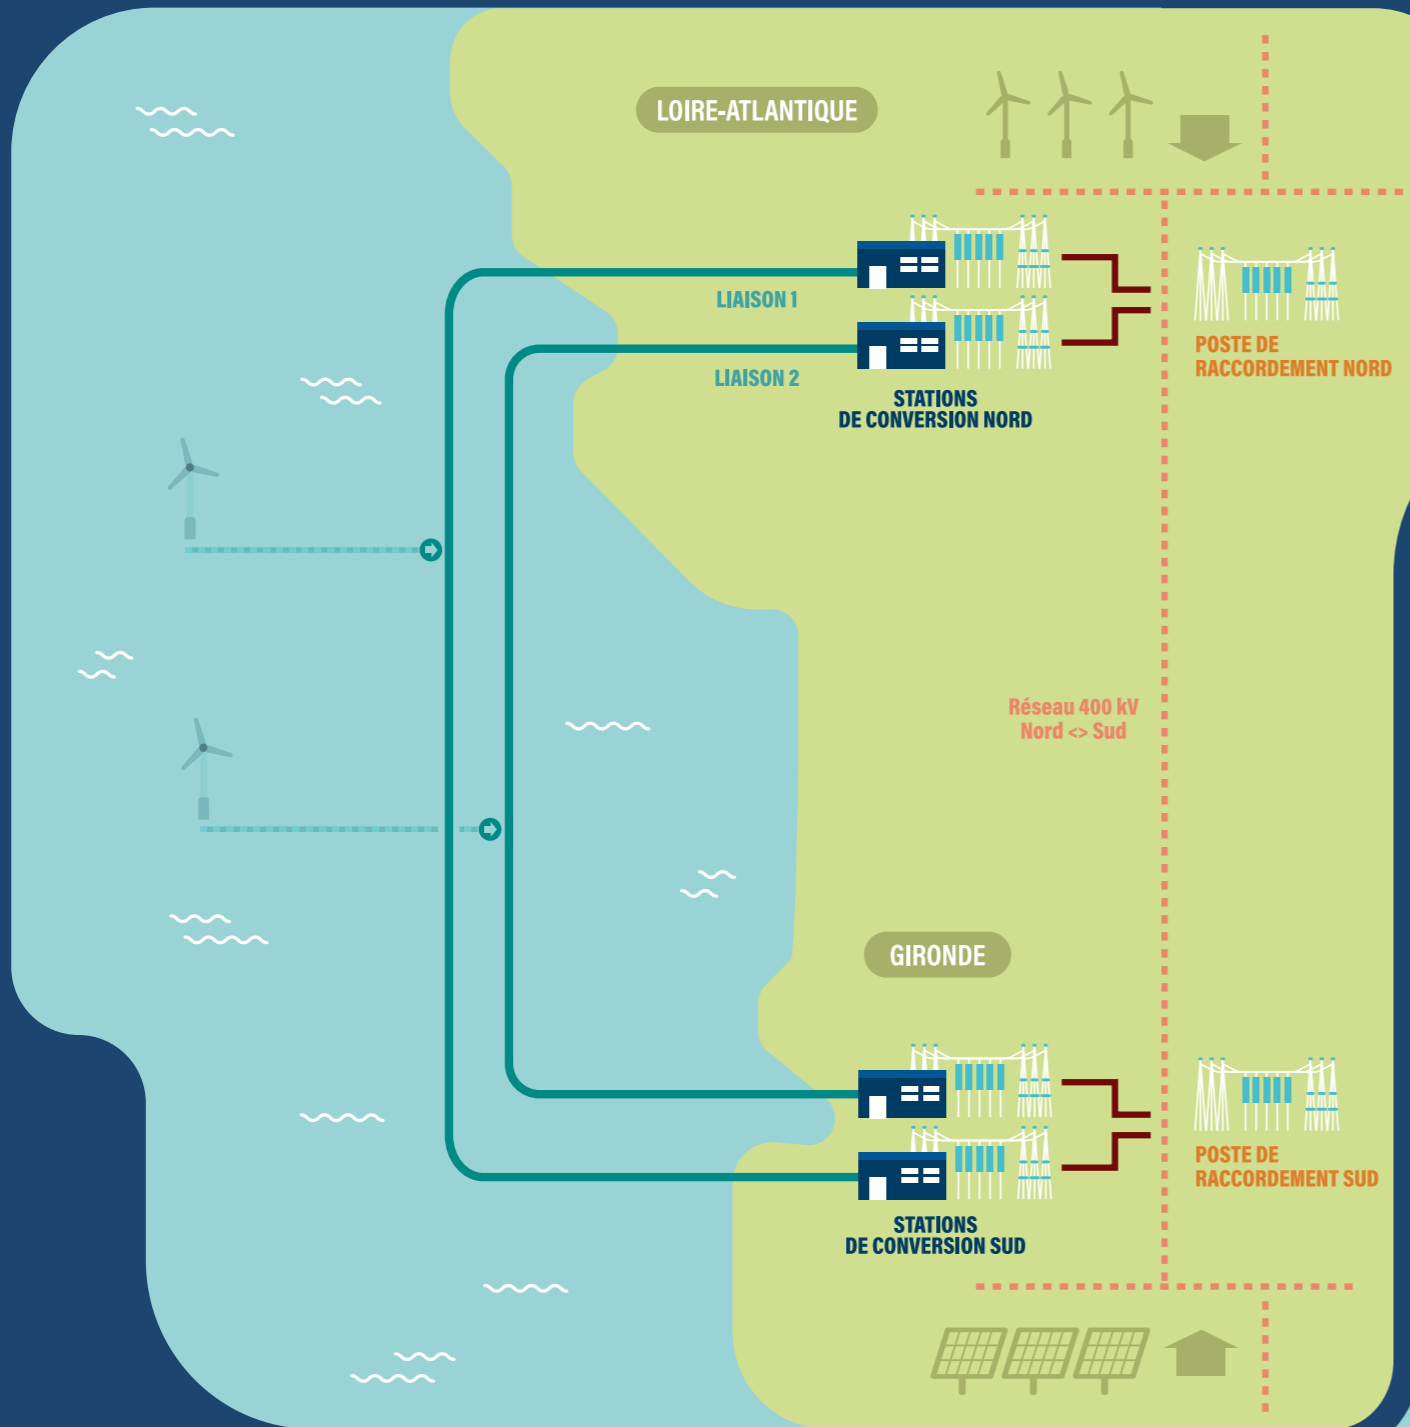 LOIRE-ATLANTIQUE
LIAISON 1
LIAISON 2
STATIONS
DE CONVERSION NORD
POSTE DE
RACCORDEMENT NORD
Réseau 400 kV
Nord <> Sud
GIRONDE
STATIONS
DE CONVERSION SUD
POSTE DE
RACCORDEMENT SUD